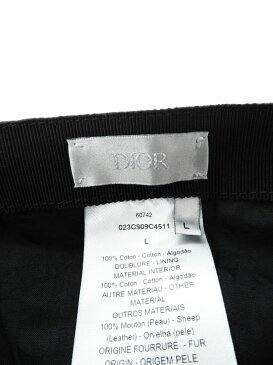 DIOR
60742
023C909C4511
L
L
100% Coton - Cotton - Algodão
DOUBLURE - LINING
MATERIAL INTERIOR
100% Coton - Cotton - Algodão
AUTRE MATERIAU - OTHER
MATERIAL
OUTROS MATERIAIS
100% Mouton (Peau) - Sheep
(Leather) - Orvelha (pele)
ORIGINE FOURRURE - FUR
ORIGIN - ORIGEM PELE